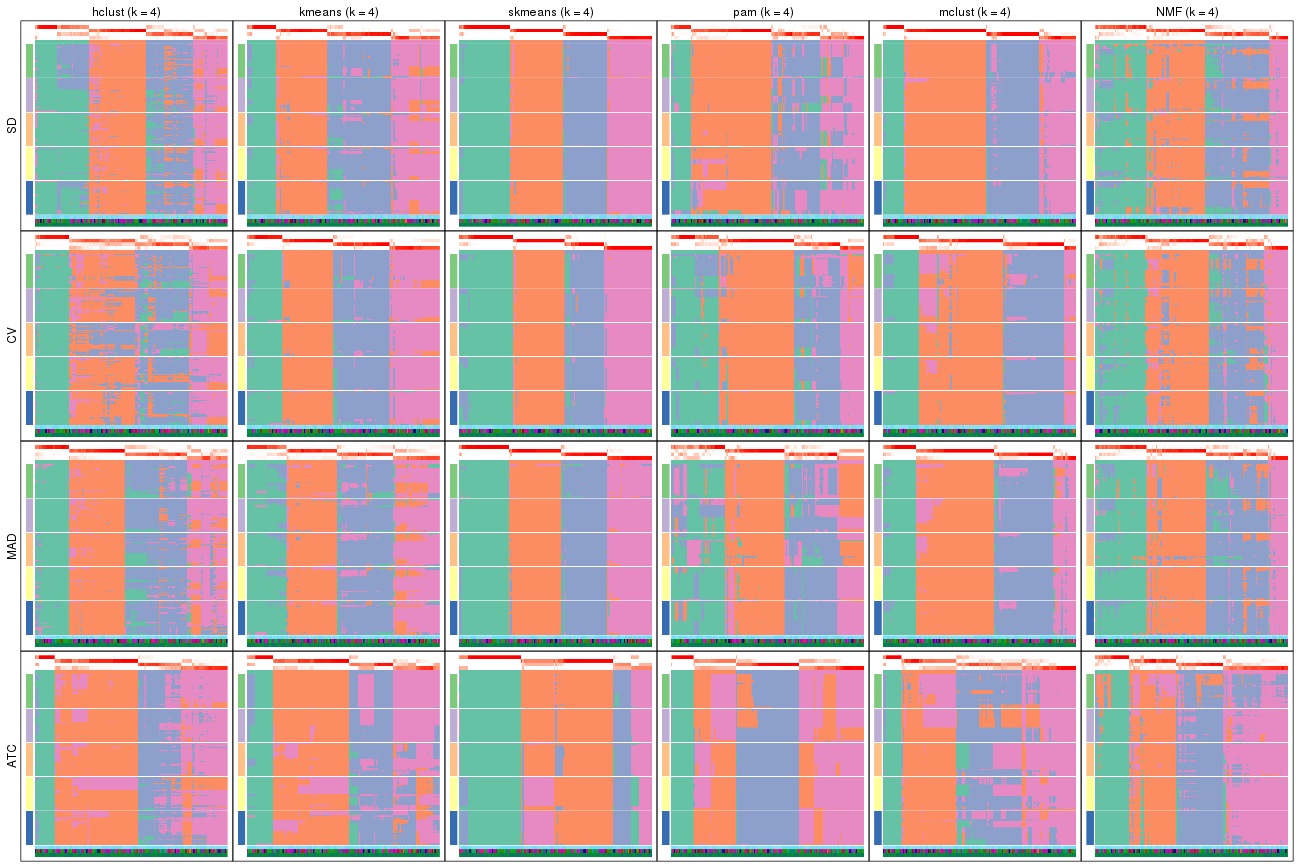 hclust (k = 4) kmeans (k = 4) skmeans (k = 4) pam (k = 4) mclust (k = 4) NMF (k = 4)
SD
CV
MAD
ATC